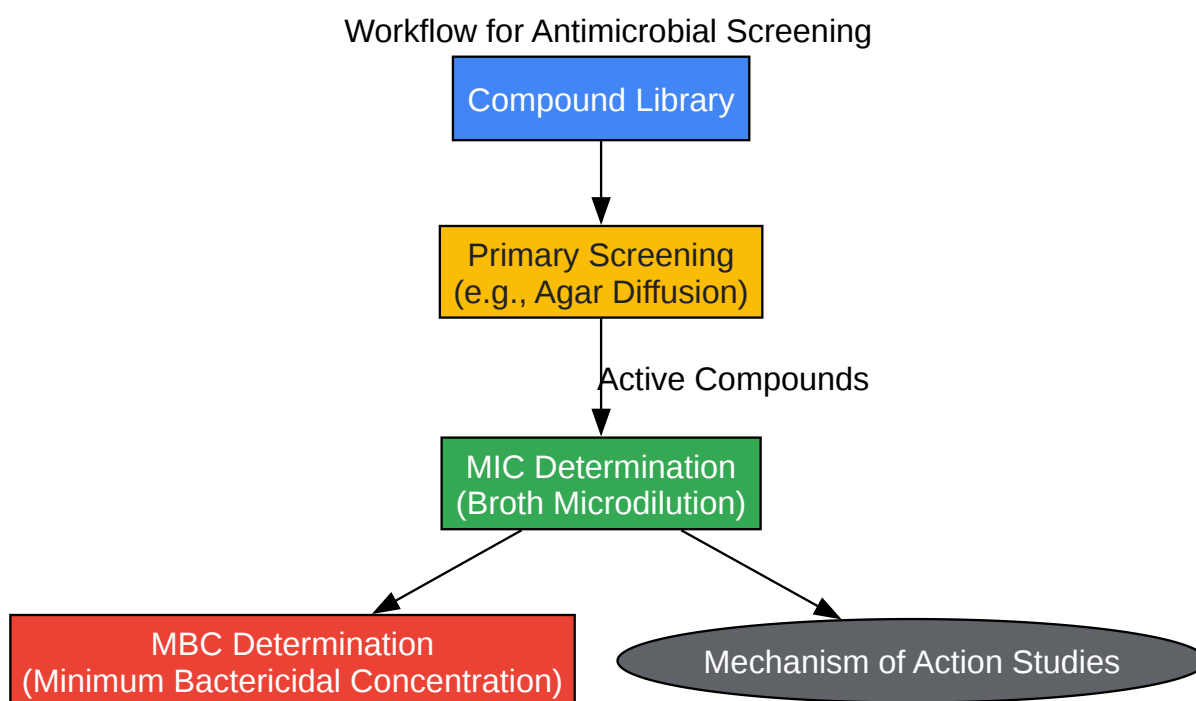 Workflow for Antimicrobial Screening
Compound Library
Primary Screening
(e.g., Agar Diffusion)
Active Compounds
MIC Determination
(Broth Microdilution)
MBC Determination
(Minimum Bactericidal Concentration)
Mechanism of Action Studies